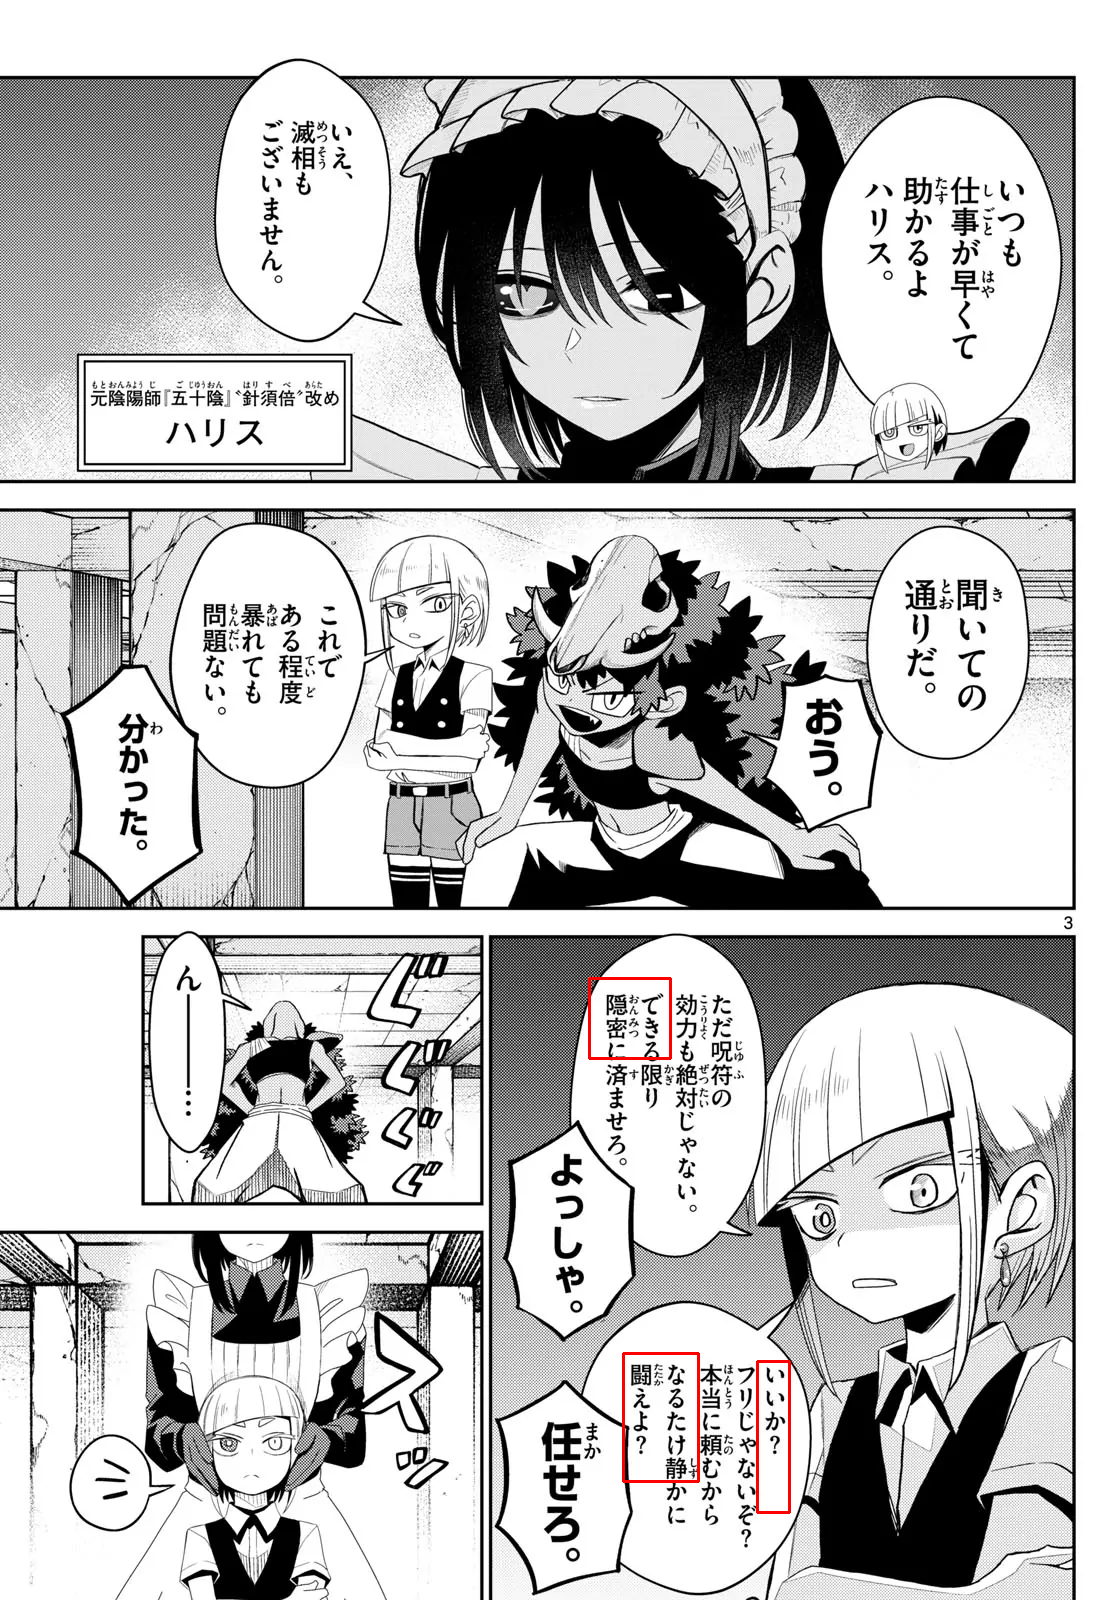 いつも
仕事が早くて
助かるよ
ハリス。
いえ、
滅相も
ございません。
元陰陽師『五十陰』〝針須倍〟改め
ハリス
聞いての
通りだ。
おう。
これで
ある程度
暴れても
問題ない。
分かった。
3
ただ呪符の
効力も絶対じゃない。
できる限り
隠密に済ませろ。
よっしゃ。
いいか?
フリじゃないぞ?
本当に頼むから
なるたけ静かに
闘えよ?
任せろ。
ぐぐぐ
ん――…
スッ